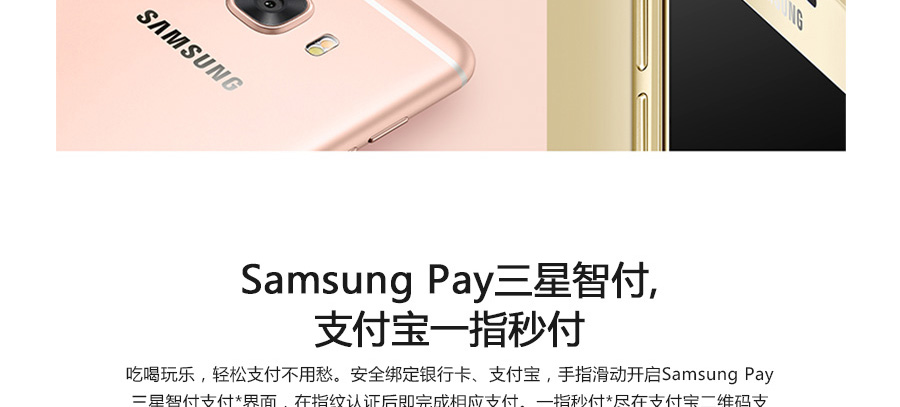 SAMSUNG
Samsung Pay三星智付,
支付宝一指秒付
吃喝玩乐，轻松支付不用愁。安全绑定银行卡、支付宝，手指滑动开启Samsung Pay
三星智付支付*界面，在指纹认证后即完成相应支付。一指秒付*尽在支付宝二维码支